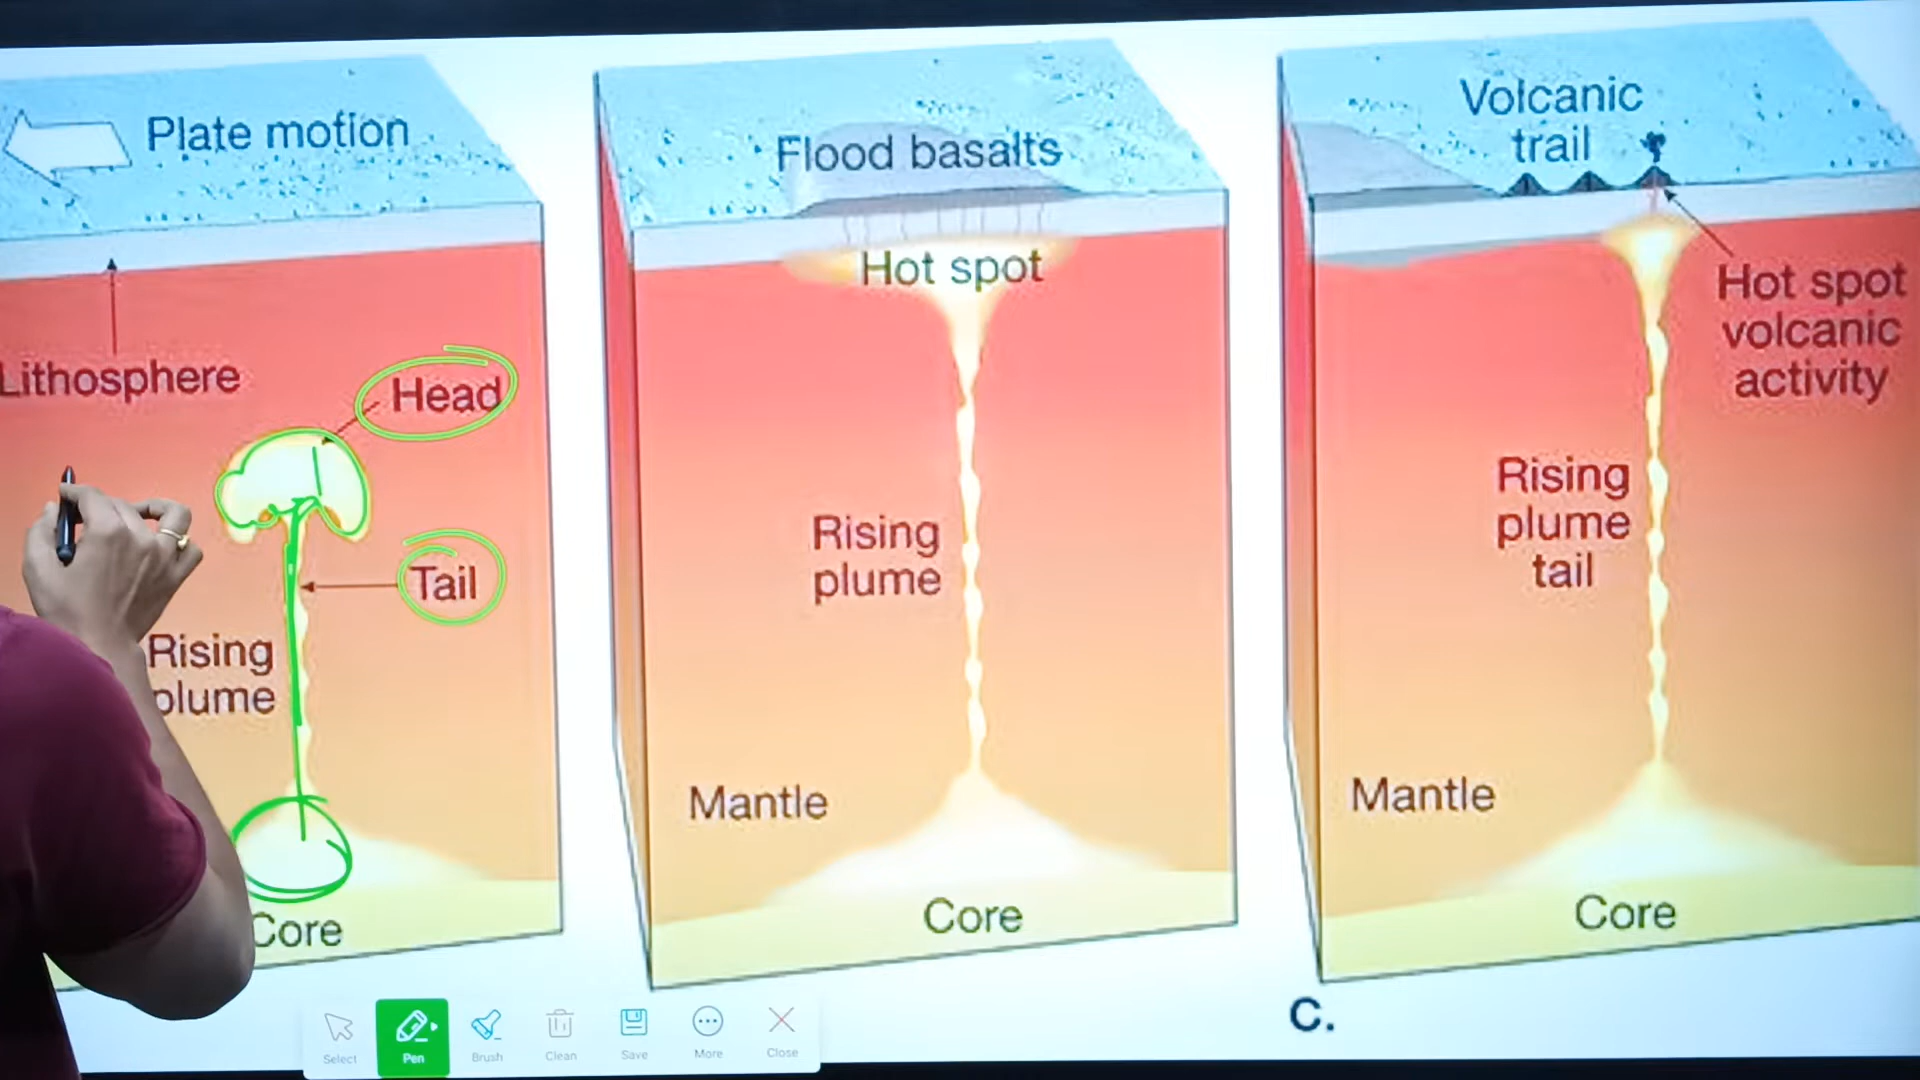 Plate motion
Lithosphere
Head
Tail
Rising
plume
Core
Flood basalts
Hot spot
Rising
plume
Mantle
Core
Volcanic
trail
Hot spot
volcanic
activity
Rising
plume
tail
Mantle
Core
C.
Select
Pen
Brush
Clean
Save
More
Close